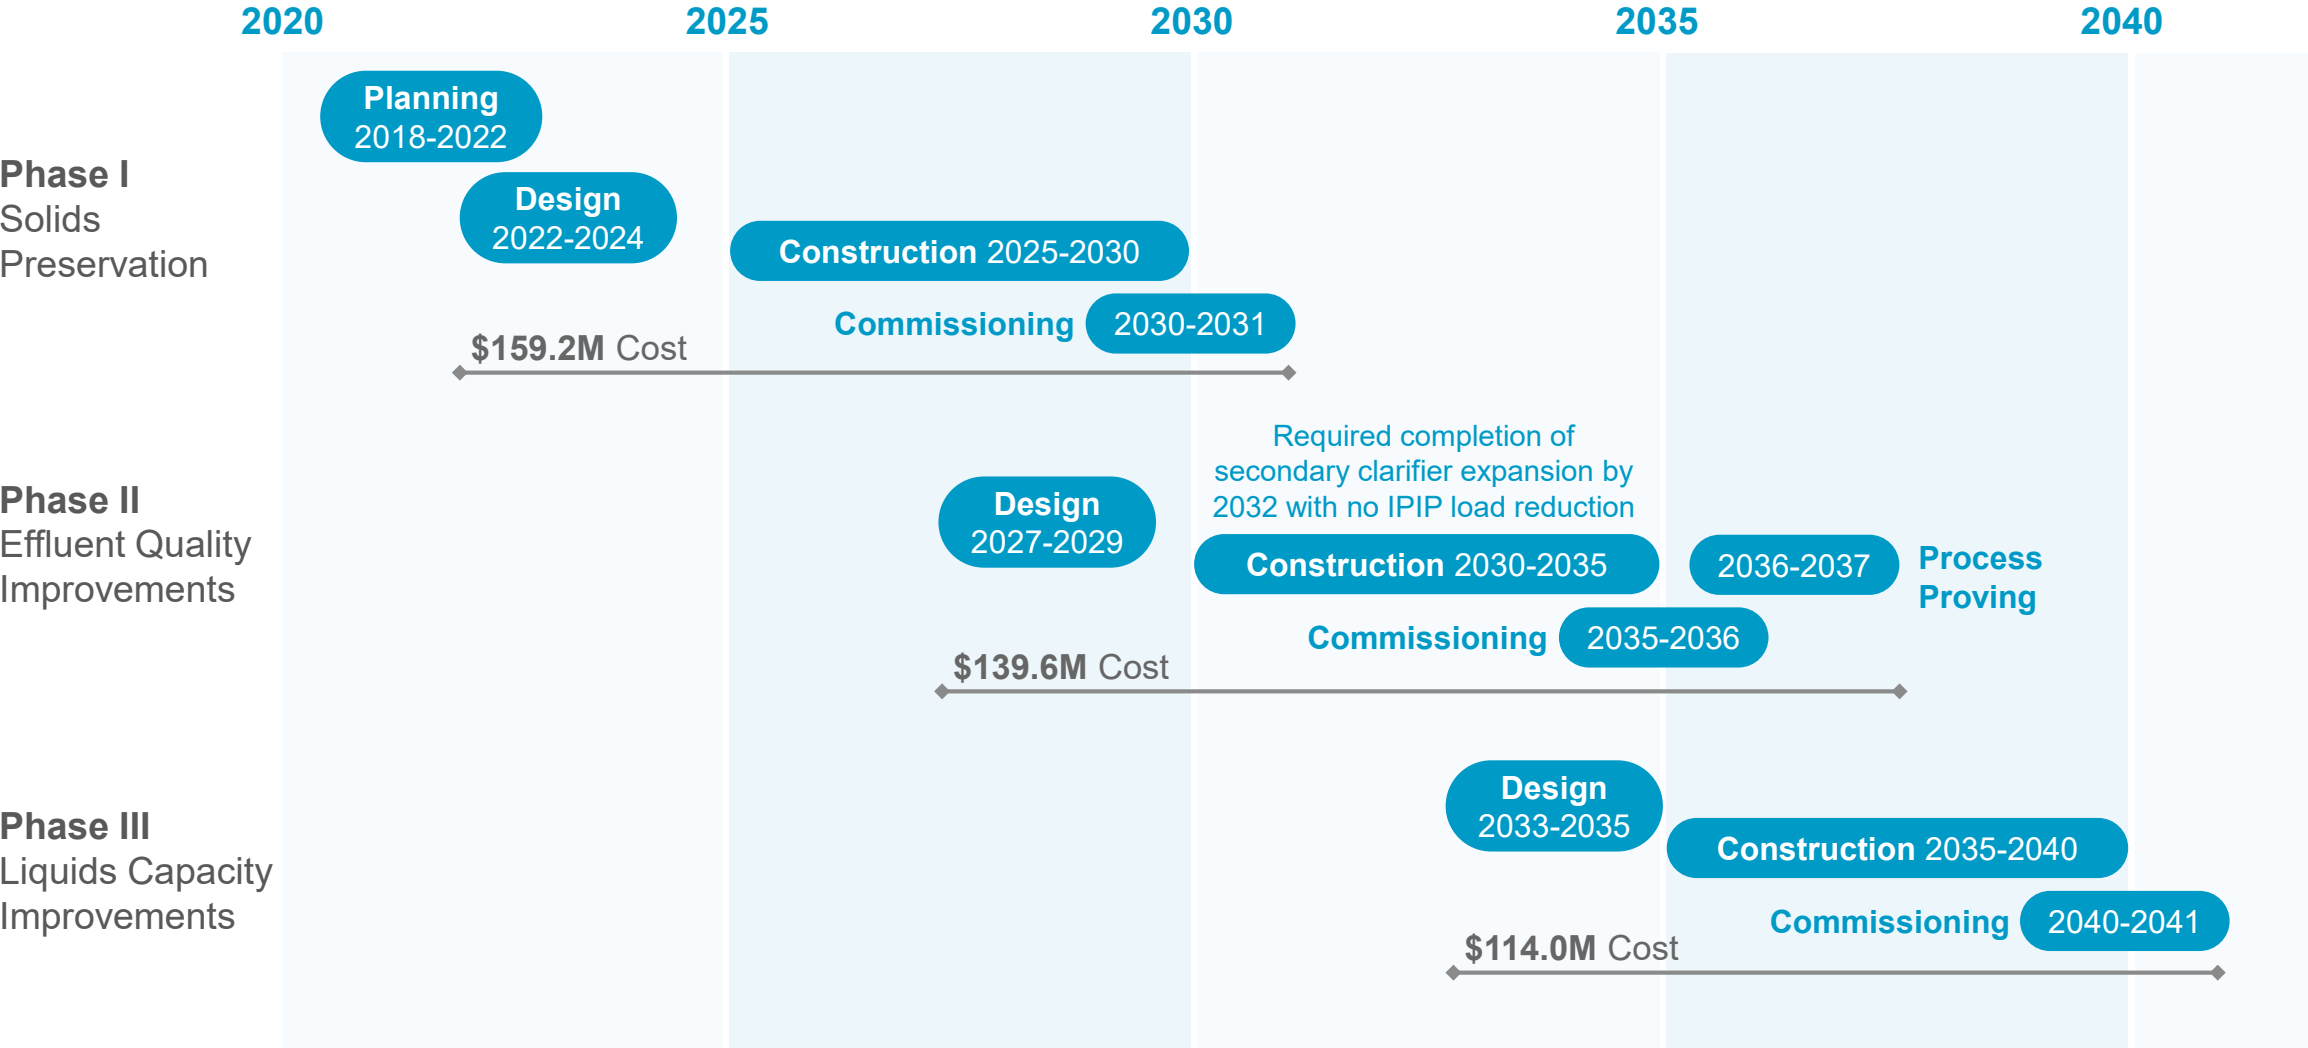 2020 2025 2030 2035 2040
Phase I
Solids
Preservation
Planning
2018-2022
Design
2022-2024
Construction 2025-2030
Commissioning 2030-2031
$159.2M Cost
Phase II
Effluent Quality
Improvements
Design
2027-2029
Required completion of
secondary clarifier expansion by
2032 with no IPIP load reduction
Construction 2030-2035
2036-2037
Process
Proving
Commissioning 2035-2036
$139.6M Cost
Phase III
Liquids Capacity
Improvements
Design
2033-2035
Construction 2035-2040
Commissioning 2040-2041
$114.0M Cost